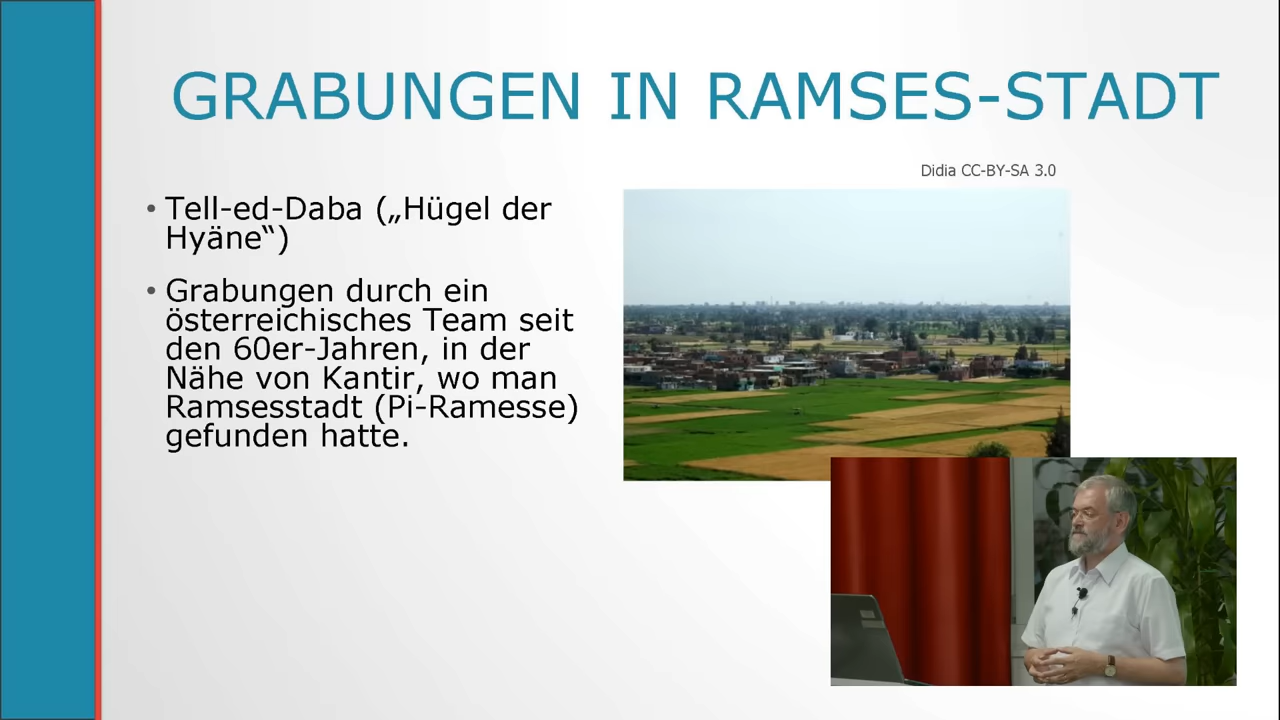 GRABUNGEN IN RAMSES-STADT
Didia CC-BY-SA 3.0
• Tell-ed-Daba („Hügel der
Hyäne“)
• Grabungen durch ein
österreichisches Team seit
den 60er-Jahren, in der
Nähe von Kantir, wo man
Ramsesstadt (Pi-Ramesse)
gefunden hatte.